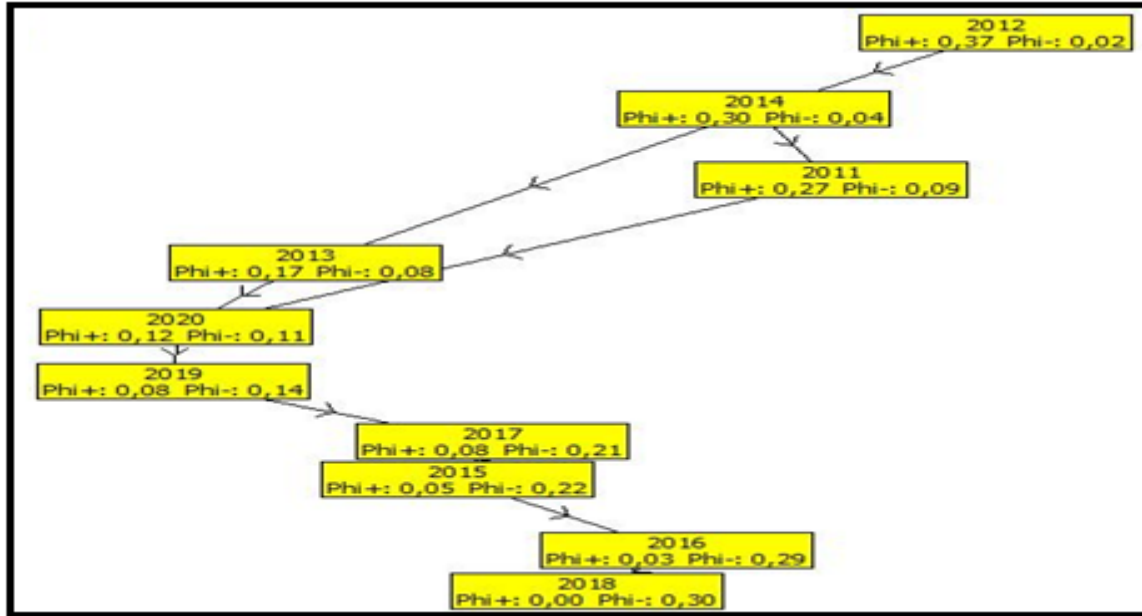 2012
Phi+: 0,37 Phi-: 0,02
2014
Phi+: 0,30 Phi-: 0,04
2011
Phi+: 0,27 Phi-: 0,09
2013
Phi+: 0,17 Phi-: 0,08
2020
Phi+: 0,12 Phi-: 0,11
2019
Phi+: 0,08 Phi-: 0,14
2017
Phi+: 0,08 Phi-: 0,21
2015
Phi+: 0,05 Phi-: 0,22
2016
Phi+: 0,03 Phi-: 0,29
2018
Phi+: 0,00 Phi-: 0,30